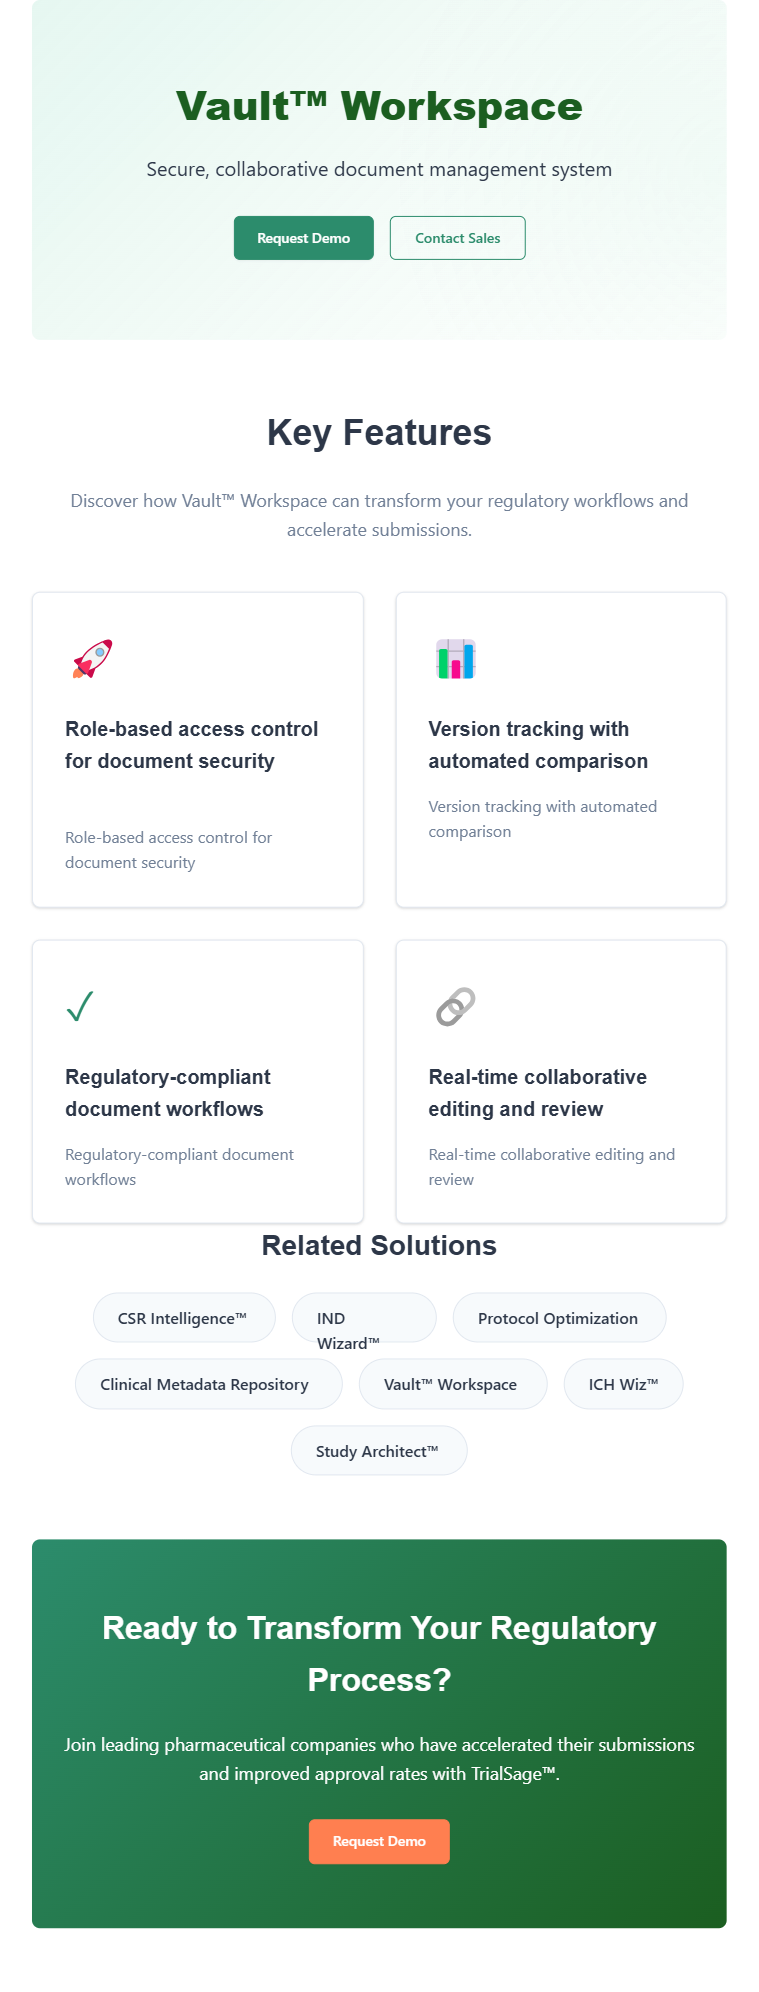 Vault™ Workspace
Secure, collaborative document management system
Request Demo
Contact Sales
Key Features
Discover how Vault™ Workspace can transform your regulatory workflows and
accelerate submissions.
Role-based access control
for document security
Role-based access control for
document security
Version tracking with
automated comparison
Version tracking with automated
comparison
Regulatory-compliant
document workflows
Regulatory-compliant document
workflows
Real-time collaborative
editing and review
Real-time collaborative editing and
review
Related Solutions
CSR Intelligence™
IND
Wizard™
Protocol Optimization
Clinical Metadata Repository
Vault™ Workspace
ICH Wiz™
Study Architect™
Ready to Transform Your Regulatory
Process?
Join leading pharmaceutical companies who have accelerated their submissions
and improved approval rates with TrialSage™.
Request Demo